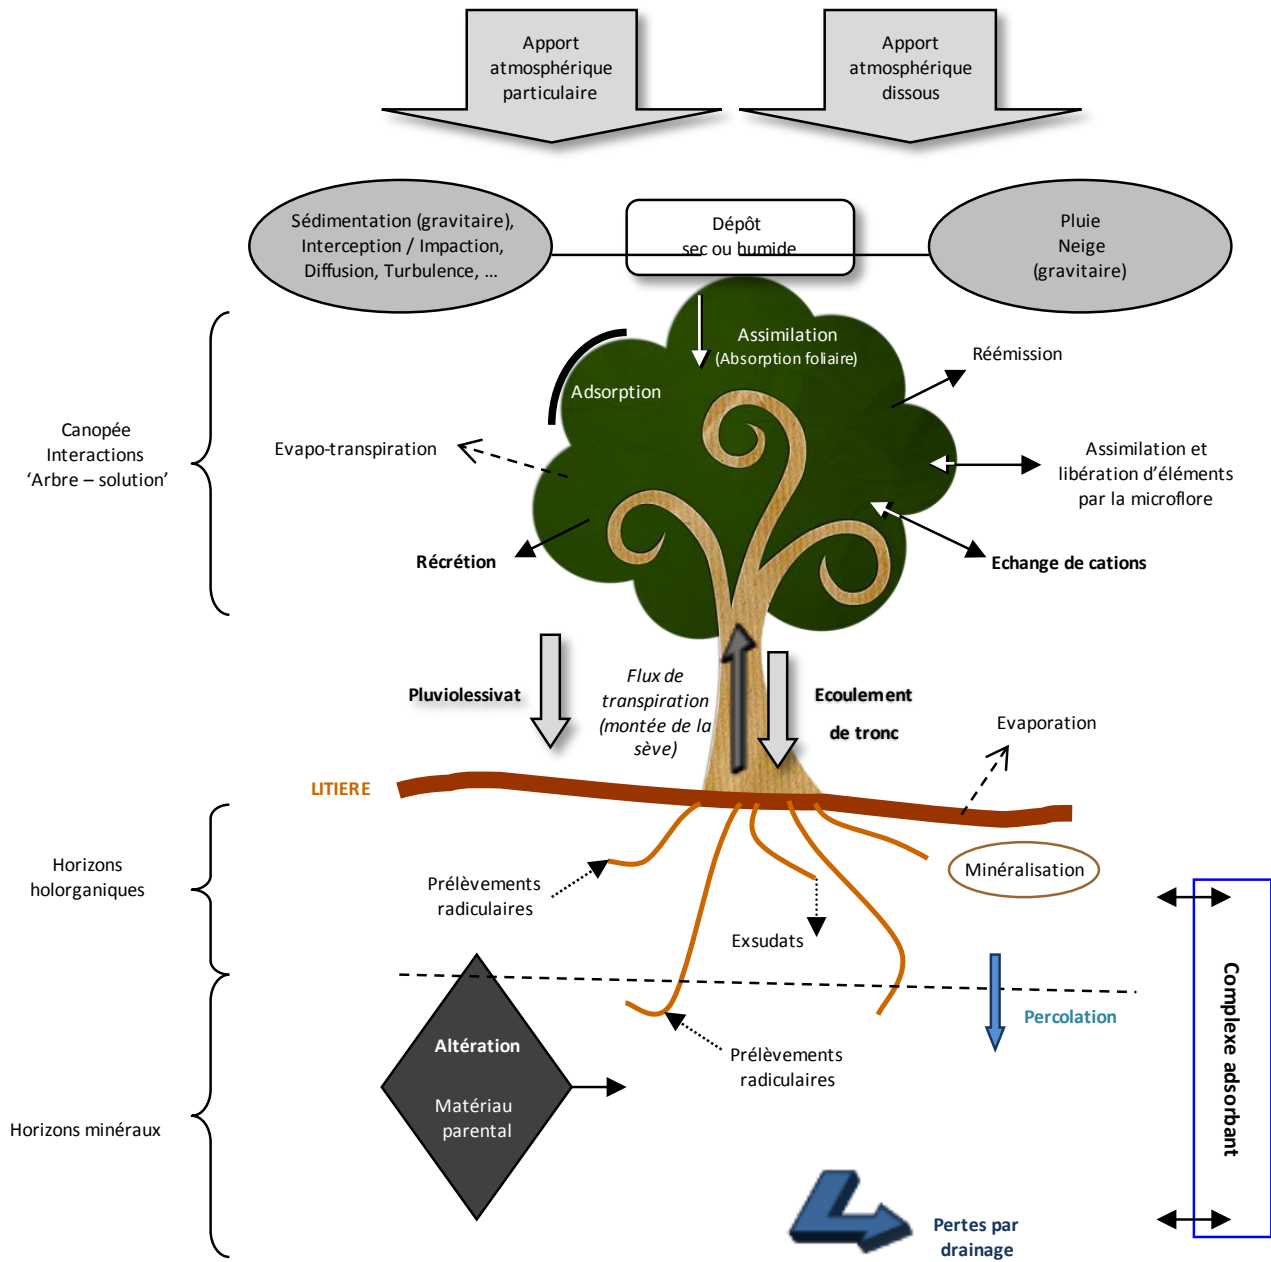 Apport
atmosphérique
particulaire
Apport
atmosphérique
dissous
Sédimentation (gravitaire),
Interception / Impaction,
Diffusion, Turbulence, ...
Dépôt
sec ou humide
Pluie
Neige
(gravitaire)
Assimilation
(Absorption foliaire)
Réémission
Adsorption
Canopée
Interactions
‘Arbre – solution’
Evapo-transpiration
Assimilation et
libération d’éléments
par la microflore
Récrétion
Echange de cations
Pluviolessivat
Flux de
transpiration
(montée de la
sève)
Ecoulement
de tronc
Evaporation
LITIERE
Horizons
holorganiques
Minéralisation
Prélèvements
radiculaires
Exsudats
Complexe adsorbant
Percolation
Altération
Matériau
parental
Prélèvements
radiculaires
Horizons minéraux
Pertes par
drainage